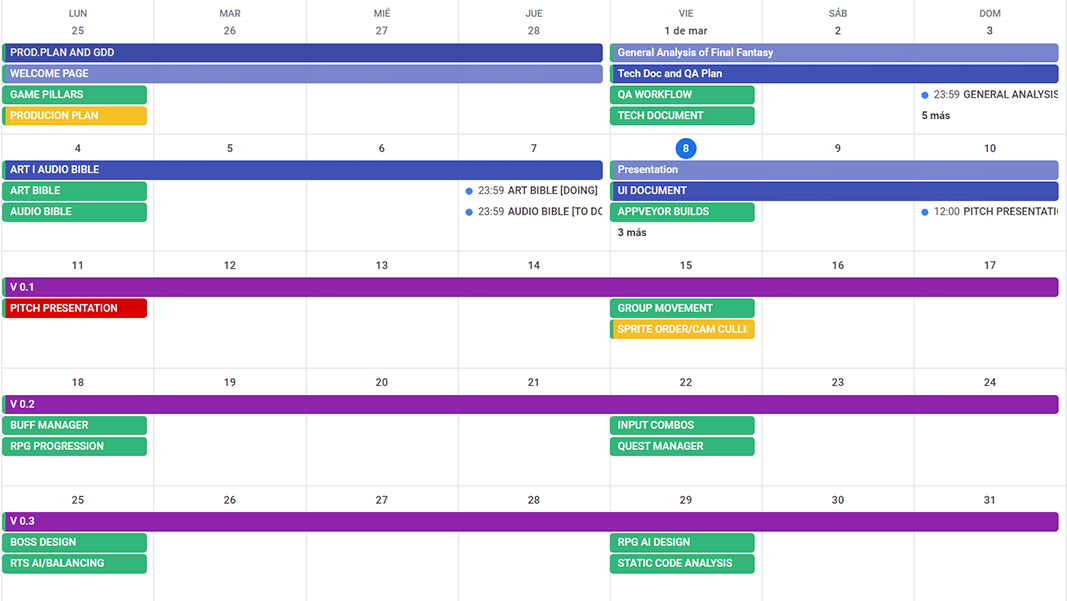 LUN MAR MIÉ JUE VIE SÁB DOM
25 26 27 28 1 de mar 2 3
PROD.PLAN AND GDD General Analysis of Final Fantasy
WELCOME PAGE Tech Doc and QA Plan
GAME PILLARS QA WORKFLOW 23:59 GENERAL ANALYSIS
PRODUCION PLAN TECH DOCUMENT 5 más
4 5 6 7 8 9 10
ART I AUDIO BIBLE Presentation
ART BIBLE 23:59 ART BIBLE [DOING] UI DOCUMENT
AUDIO BIBLE 23:59 AUDIO BIBLE [TO DO APPVEYOR BUILDS 12:00 PITCH PRESENTATI
3 más
11 12 13 14 15 16 17
V 0.1
PITCH PRESENTATION GROUP MOVEMENT
SPRITE ORDER/CAM CULLI
18 19 20 21 22 23 24
V 0.2
BUFF MANAGER INPUT COMBOS
RPG PROGRESSION QUEST MANAGER
25 26 27 28 29 30 31
V 0.3
BOSS DESIGN RPG AI DESIGN
RTS AI/BALANCING STATIC CODE ANALYSIS